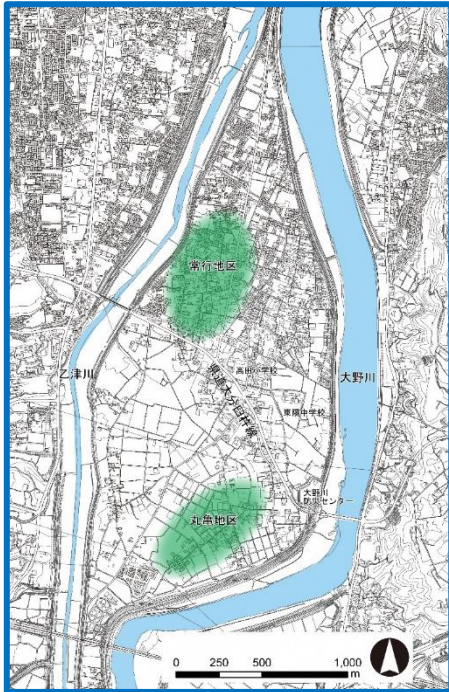 常行地区
乙津川
高田小学校
大野川
県道大分臼杵線
東陽中学校
大野川
防災センター
丸亀地区
0 250 500 1,000
m